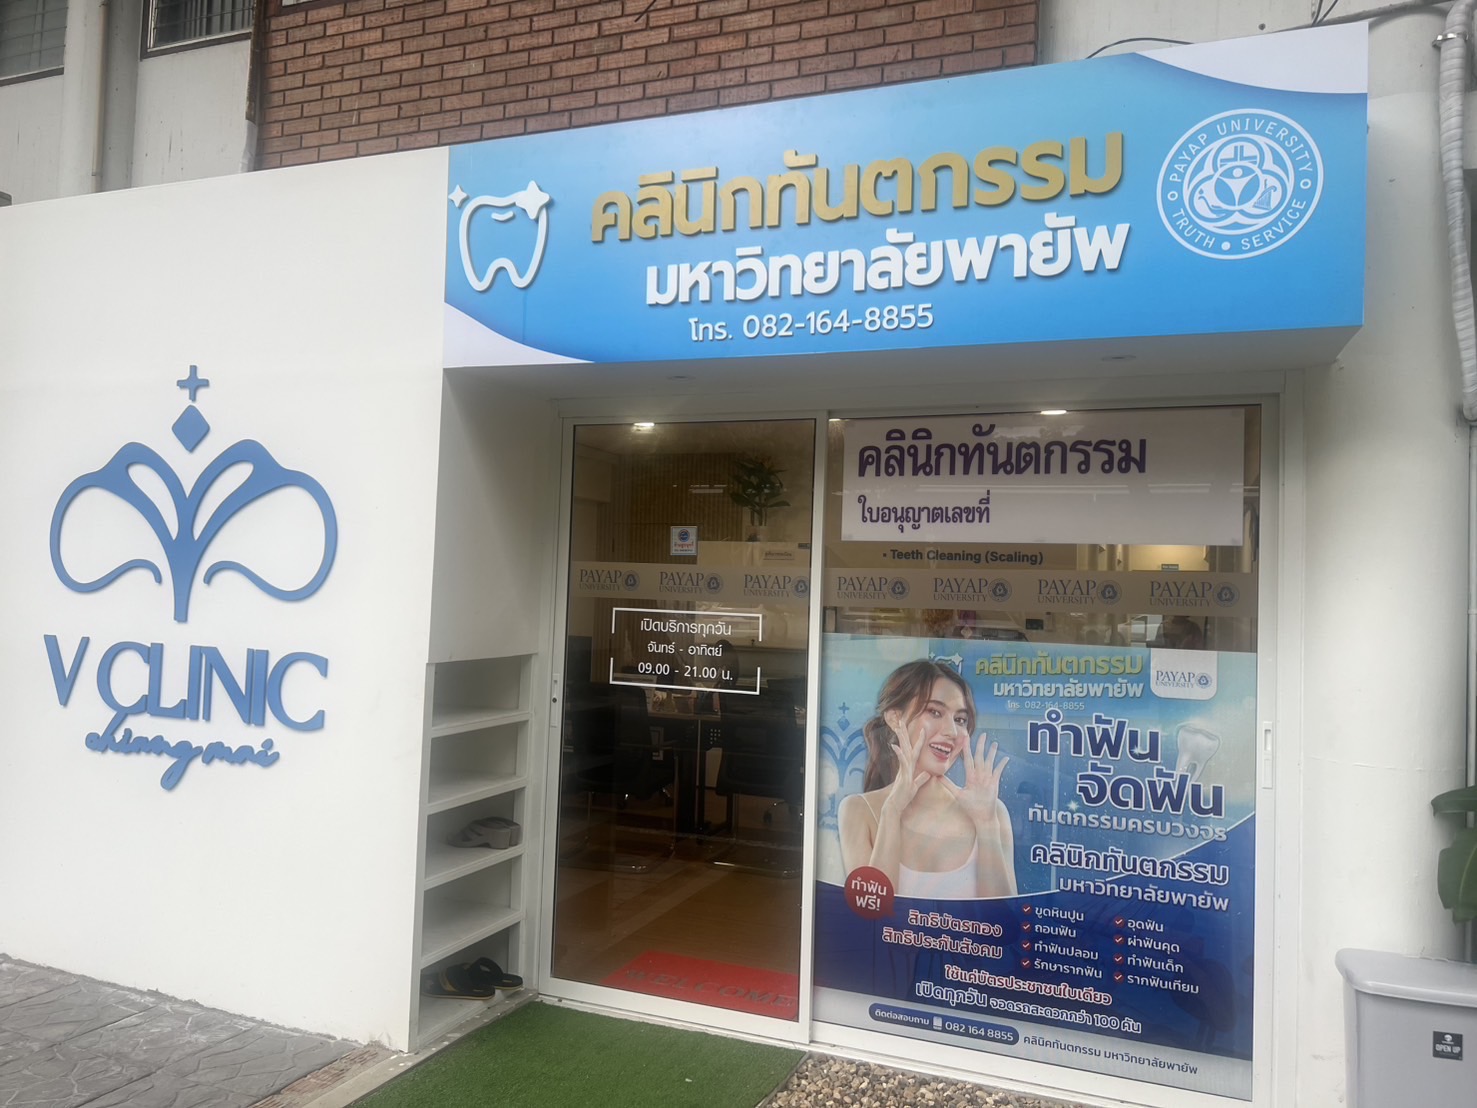 คลินิกทันตกรรม
มหาวิทยาลัยพายัพ
โทร. 082-164-8855
PAYAP UNIVERSITY
TRUTH • SERVICE
V CLINIC
chiang mai
คลินิกทันตกรรม
ใบอนุญาตเลขที่
• Teeth Cleaning (Scaling)
PAYAP UNIVERSITY PAYAP UNIVERSITY PAYAP UNIVERSITY PAYAP UNIVERSITY PAYAP UNIVERSITY PAYAP UNIVERSITY PAYAP UNIVERSITY
เปิดบริการทุกวัน
จันทร์ - อาทิตย์
09.00 - 21.00 น.
คลินิกทันตกรรม
มหาวิทยาลัยพายัพ
โทร. 082-164-8855
PAYAP
UNIVERSITY
ทำฟัน
จัดฟัน
ทันตกรรมครบวงจร
คลินิกทันตกรรม
มหาวิทยาลัยพายัพ
ทำฟัน
ฟรี!
สิทธิบัตรทอง
สิทธิประกันสังคม
ขูดหินปูน
ถอนฟัน
ทำฟันปลอม
รักษารากฟัน
อุดฟัน
ผ่าฟันคุด
ทำฟันเด็ก
รากฟันเทียม
ใช้แค่บัตรประชาชนใบเดียว
เปิดทุกวัน จอดรถสะดวกกว่า 100 คัน
ติดต่อสอบถาม 082 164 8855 คลินิคทันตกรรม มหาวิทยาลัยพายัพ
WELCOME
OPEN UP